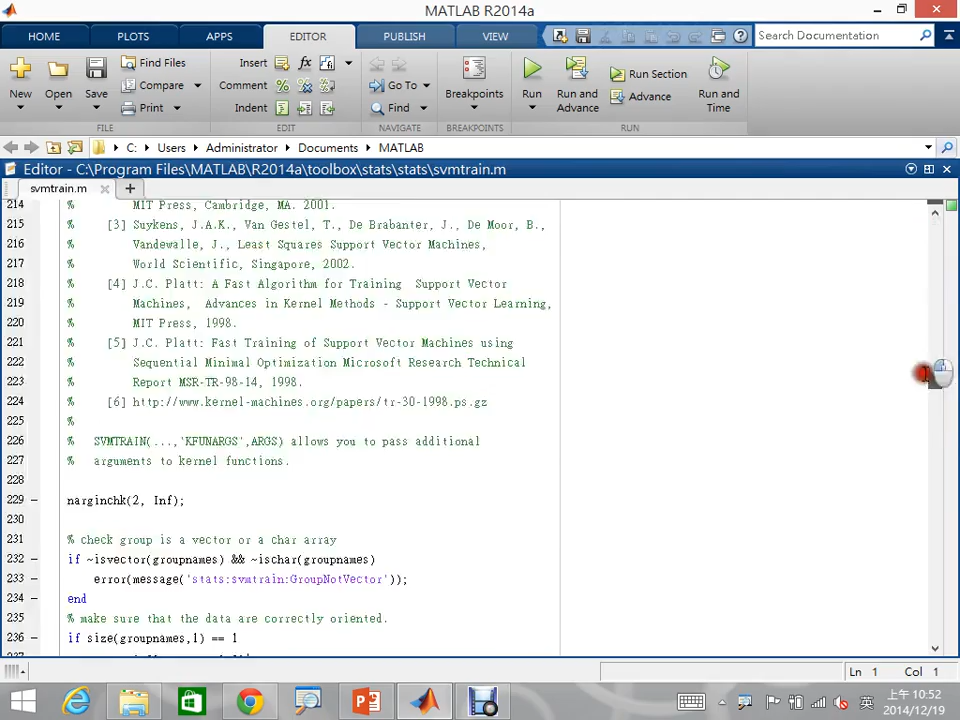 MATLAB R2014a
HOME PLOTS APPS EDITOR PUBLISH VIEW Search Documentation
New Open Save Find Files Compare Print Insert Comment Indent Go To Find Breakpoints Run Run and Advance Run Section Advance Run and Time
FILE EDIT NAVIGATE BREAKPOINTS RUN
C: Users Administrator Documents MATLAB
Editor - C:\Program Files\MATLAB\R2014a\toolbox\stats\stats\svmtrain.m
svmtrain.m
214 % MIT Press, Cambridge, MA. 2001.
215 % [3] Suykens, J.A.K., Van Gestel, T., De Brabanter, J., De Moor, B.,
216 % Vandewalle, J., Least Squares Support Vector Machines,
217 % World Scientific, Singapore, 2002.
218 % [4] J.C. Platt: A Fast Algorithm for Training Support Vector
219 % Machines, Advances in Kernel Methods - Support Vector Learning,
220 % MIT Press, 1998.
221 % [5] J.C. Platt: Fast Training of Support Vector Machines using
222 % Sequential Minimal Optimization Microsoft Research Technical
223 % Report MSR-TR-98-14, 1998.
224 % [6] http://www.kernel-machines.org/papers/tr-30-1998.ps.gz
225 %
226 % SVMTRAIN(...,'KFUNARGS',ARGS) allows you to pass additional
227 % arguments to kernel functions.
228
229 narginchk(2, Inf);
230
231 % check group is a vector or a char array
232 if ~isvector(groupnames) && ~ischar(groupnames)
233 error(message('stats:svmtrain:GroupNotVector'));
234 end
235 % make sure that the data are correctly oriented.
236 if size(groupnames,1) == 1
Ln 1 Col 1
英
上午 10:52
2014/12/19